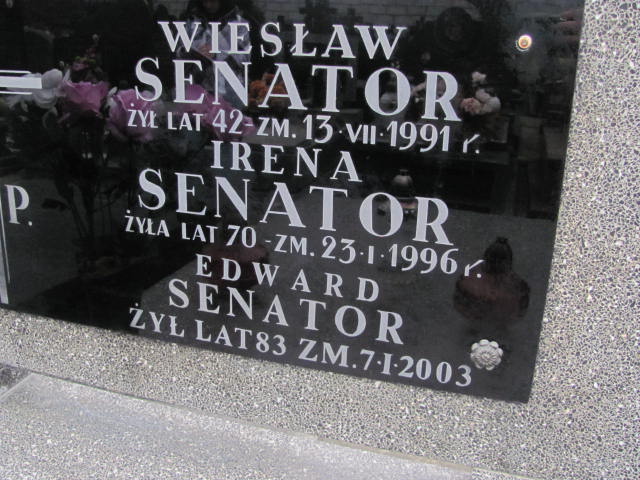 WIESŁAW
SENATOR
ŻYŁ LAT 42-ZM. 13·VII·1991 r.
IRENA
SENATOR
P.
ŻYŁA LAT 70-ZM. 23·I·1996 r.
EDWARD
SENATOR
ŻYŁ LAT 83 ZM. 7·I·2003